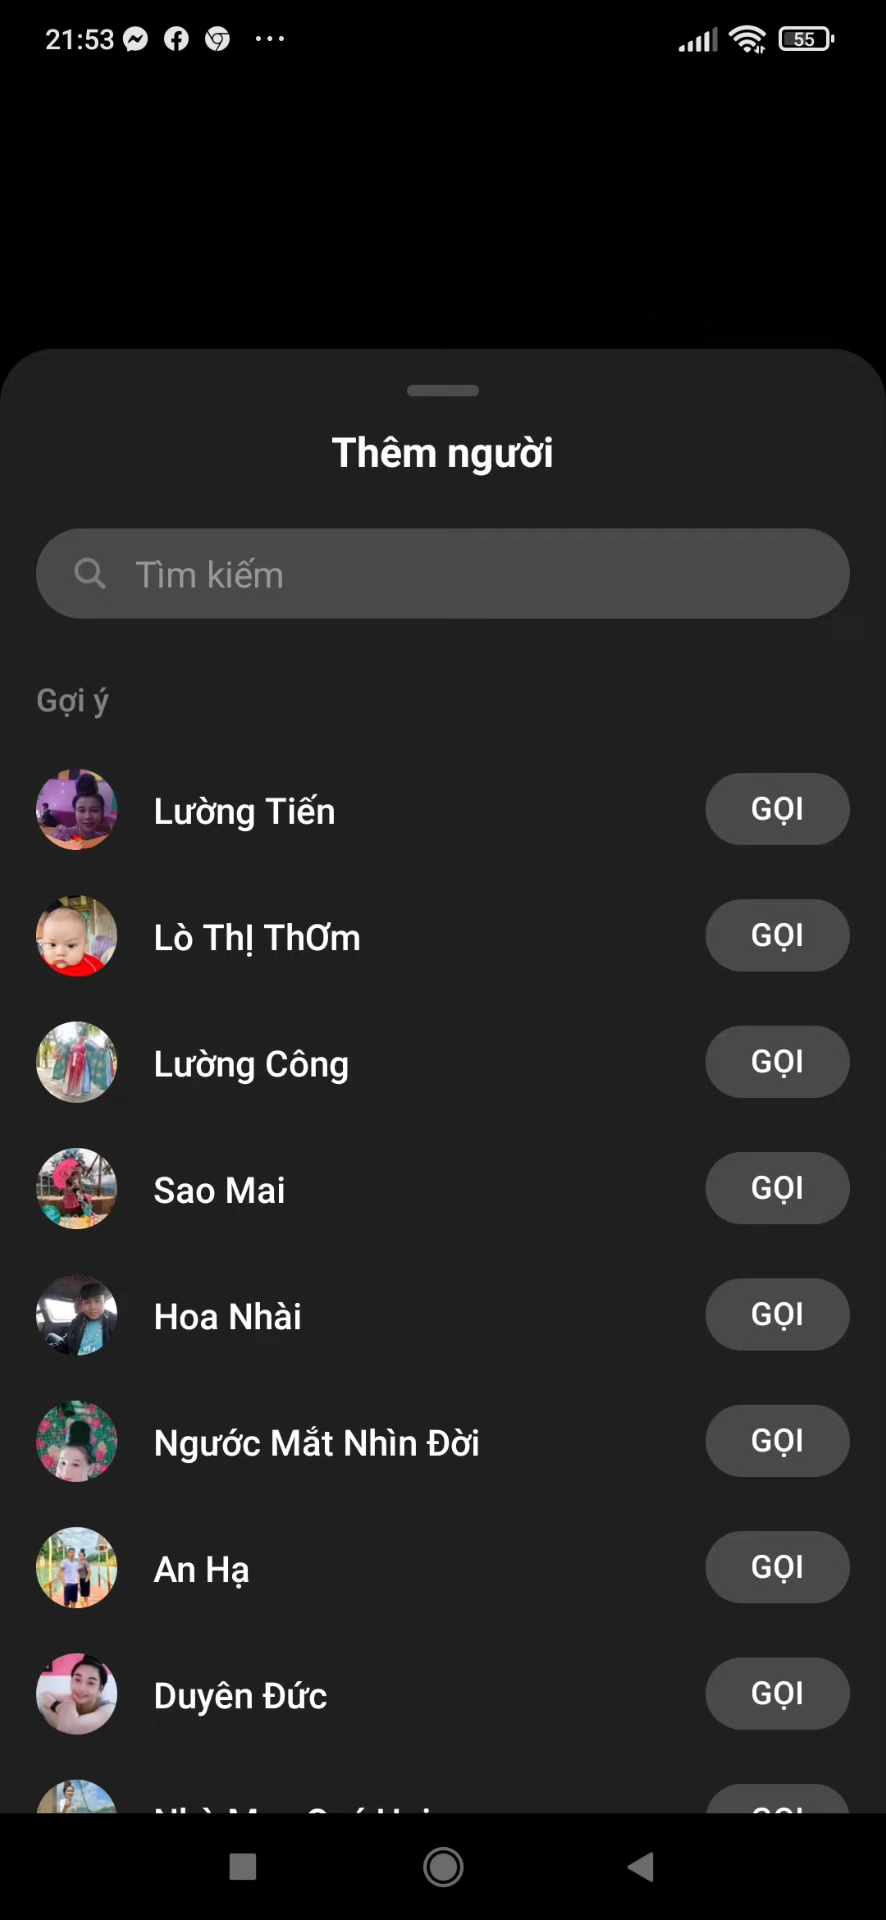 21:53
55
Thêm người
Tìm kiếm
Gợi ý
Lường Tiến
GỌI
Lò ThỊ ThƠm
GỌI
Lường Công
GỌI
Sao Mai
GỌI
Hoa Nhài
GỌI
Ngước Mắt Nhìn Đời
GỌI
An Hạ
GỌI
Duyên Đức
GỌI
GỌI